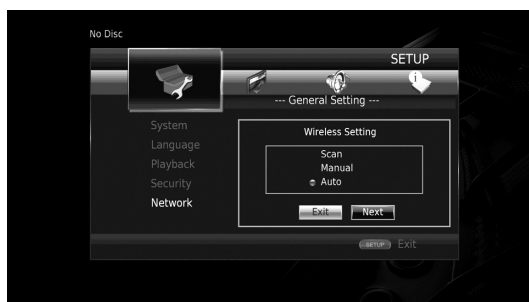 No Disc
SETUP
--- General Setting ---
System
Language
Playback
Security
Network
Wireless Setting
Scan
Manual
Auto
Exit Next
SETUP Exit